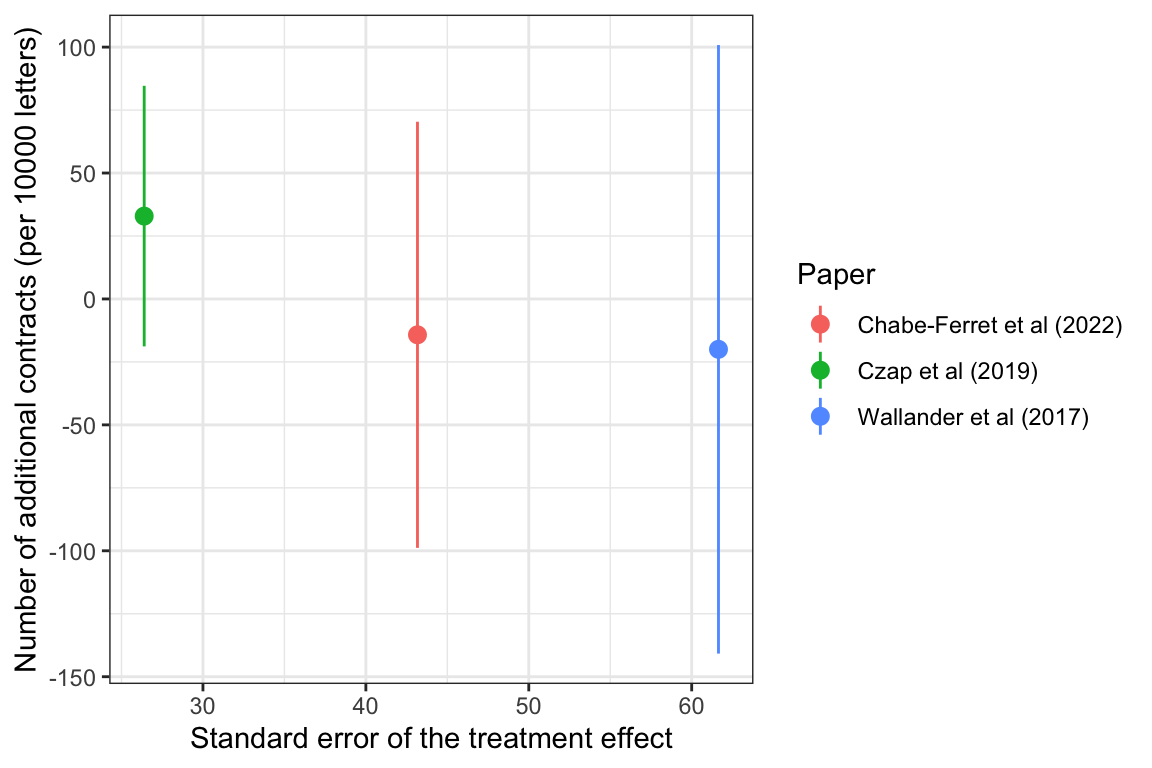 Number of additional contracts (per 10000 letters)
100
50
0
-50
-100
-150
30 40 50 60
Standard error of the treatment effect
Paper
Chabe-Ferret et al (2022)
Czap et al (2019)
Wallander et al (2017)